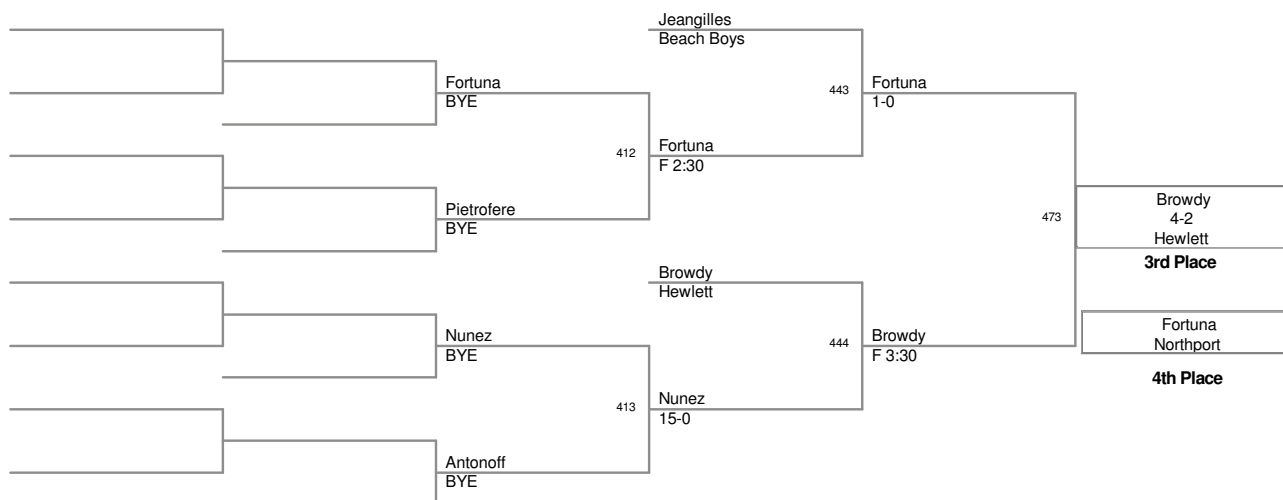 Jeangilles
Beach Boys
Fortuna
BYE
443
Fortuna
1-0
412
Fortuna
F 2:30
Pietrofere
BYE
473
Browdy
4-2
Hewlett
3rd Place
Browdy
Hewlett
Nunez
BYE
444
Browdy
F 3:30
Fortuna
Northport
4th Place
413
Nunez
15-0
Antonoff
BYE